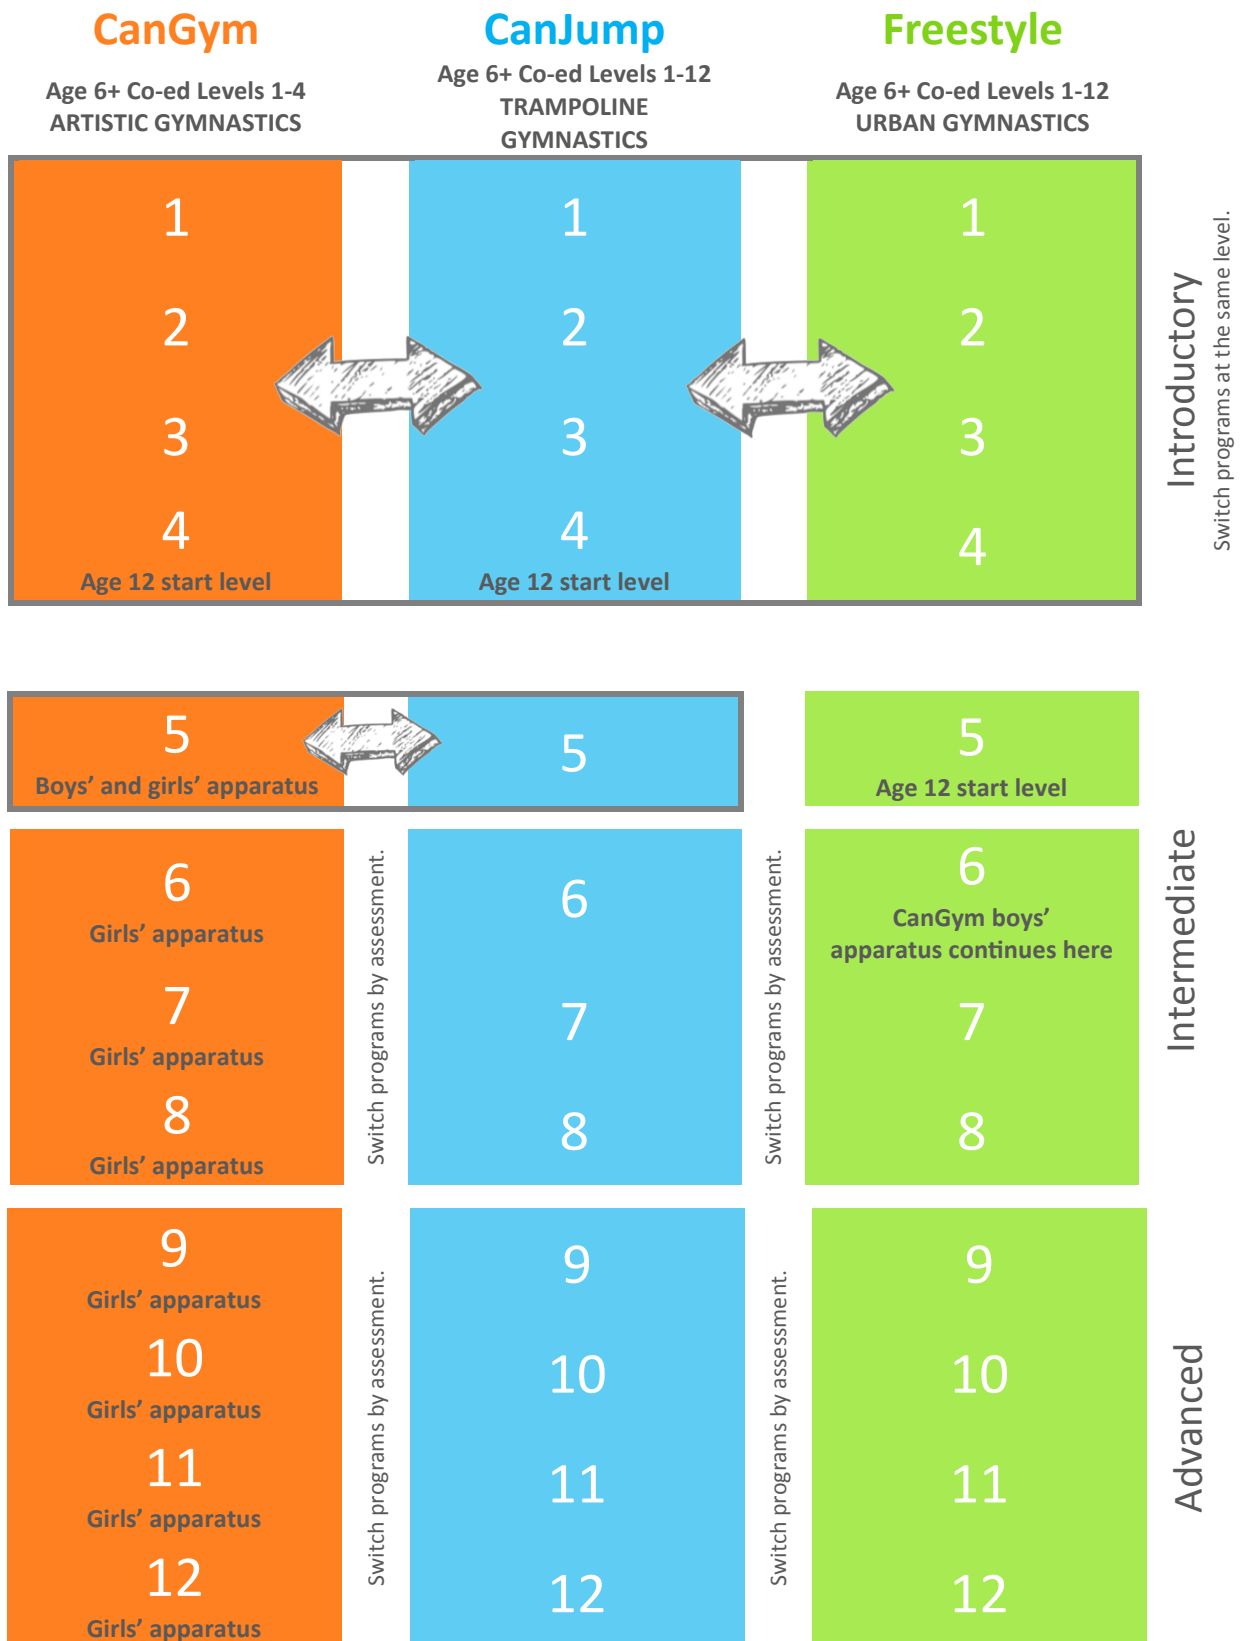 CanGym
Age 6+ Co-ed Levels 1-4
ARTISTIC GYMNASTICS
CanJump
Age 6+ Co-ed Levels 1-12
TRAMPOLINE
GYMNASTICS
Freestyle
Age 6+ Co-ed Levels 1-12
URBAN GYMNASTICS
1
2
3
4
Age 12 start level
1
2
3
4
Age 12 start level
1
2
3
4
Introductory
Switch programs at the same level.
5
Boys’ and girls’ apparatus
5
5
Age 12 start level
6
Girls’ apparatus
7
Girls’ apparatus
8
Girls’ apparatus
Switch programs by assessment.
6
7
8
Switch programs by assessment.
6
CanGym boys’
apparatus continues here
7
8
Intermediate
9
Girls’ apparatus
10
Girls’ apparatus
11
Girls’ apparatus
12
Girls’ apparatus
Switch programs by assessment.
9
10
11
12
Switch programs by assessment.
9
10
11
12
Advanced